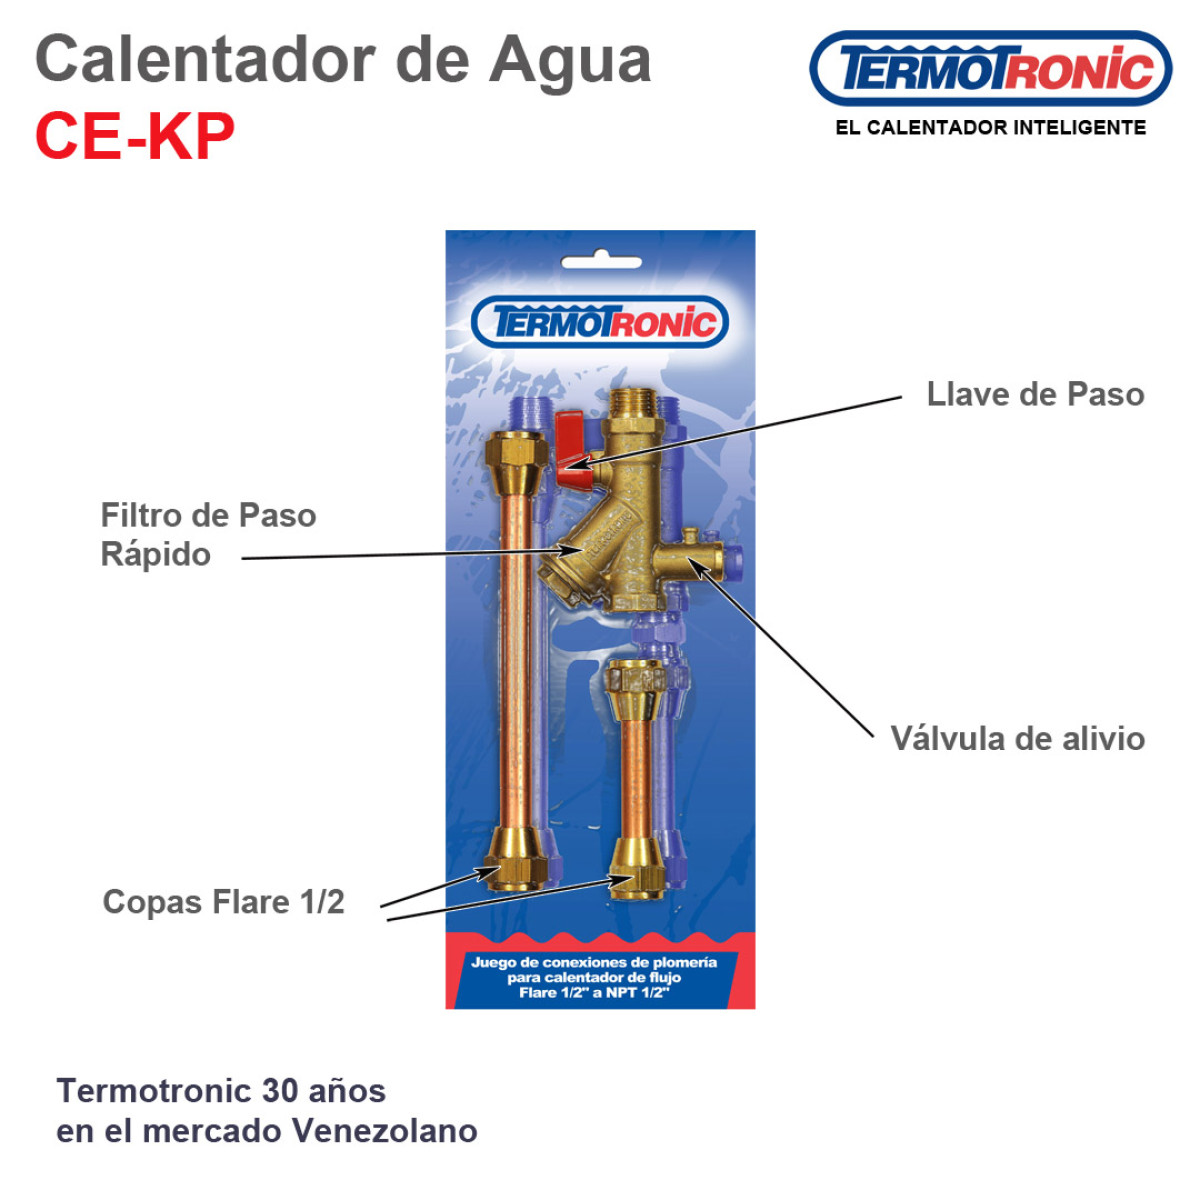 Calentador de Agua
CE-KP
TERMOTRONIC
EL CALENTADOR INTELIGENTE
TERMOTRONIC
Llave de Paso
Filtro de Paso
Rápido
Válvula de alivio
Copas Flare 1/2
Juego de conexiones de plomería
para calentador de flujo
Flare 1/2" a NPT 1/2"
Termotronic 30 años
en el mercado Venezolano